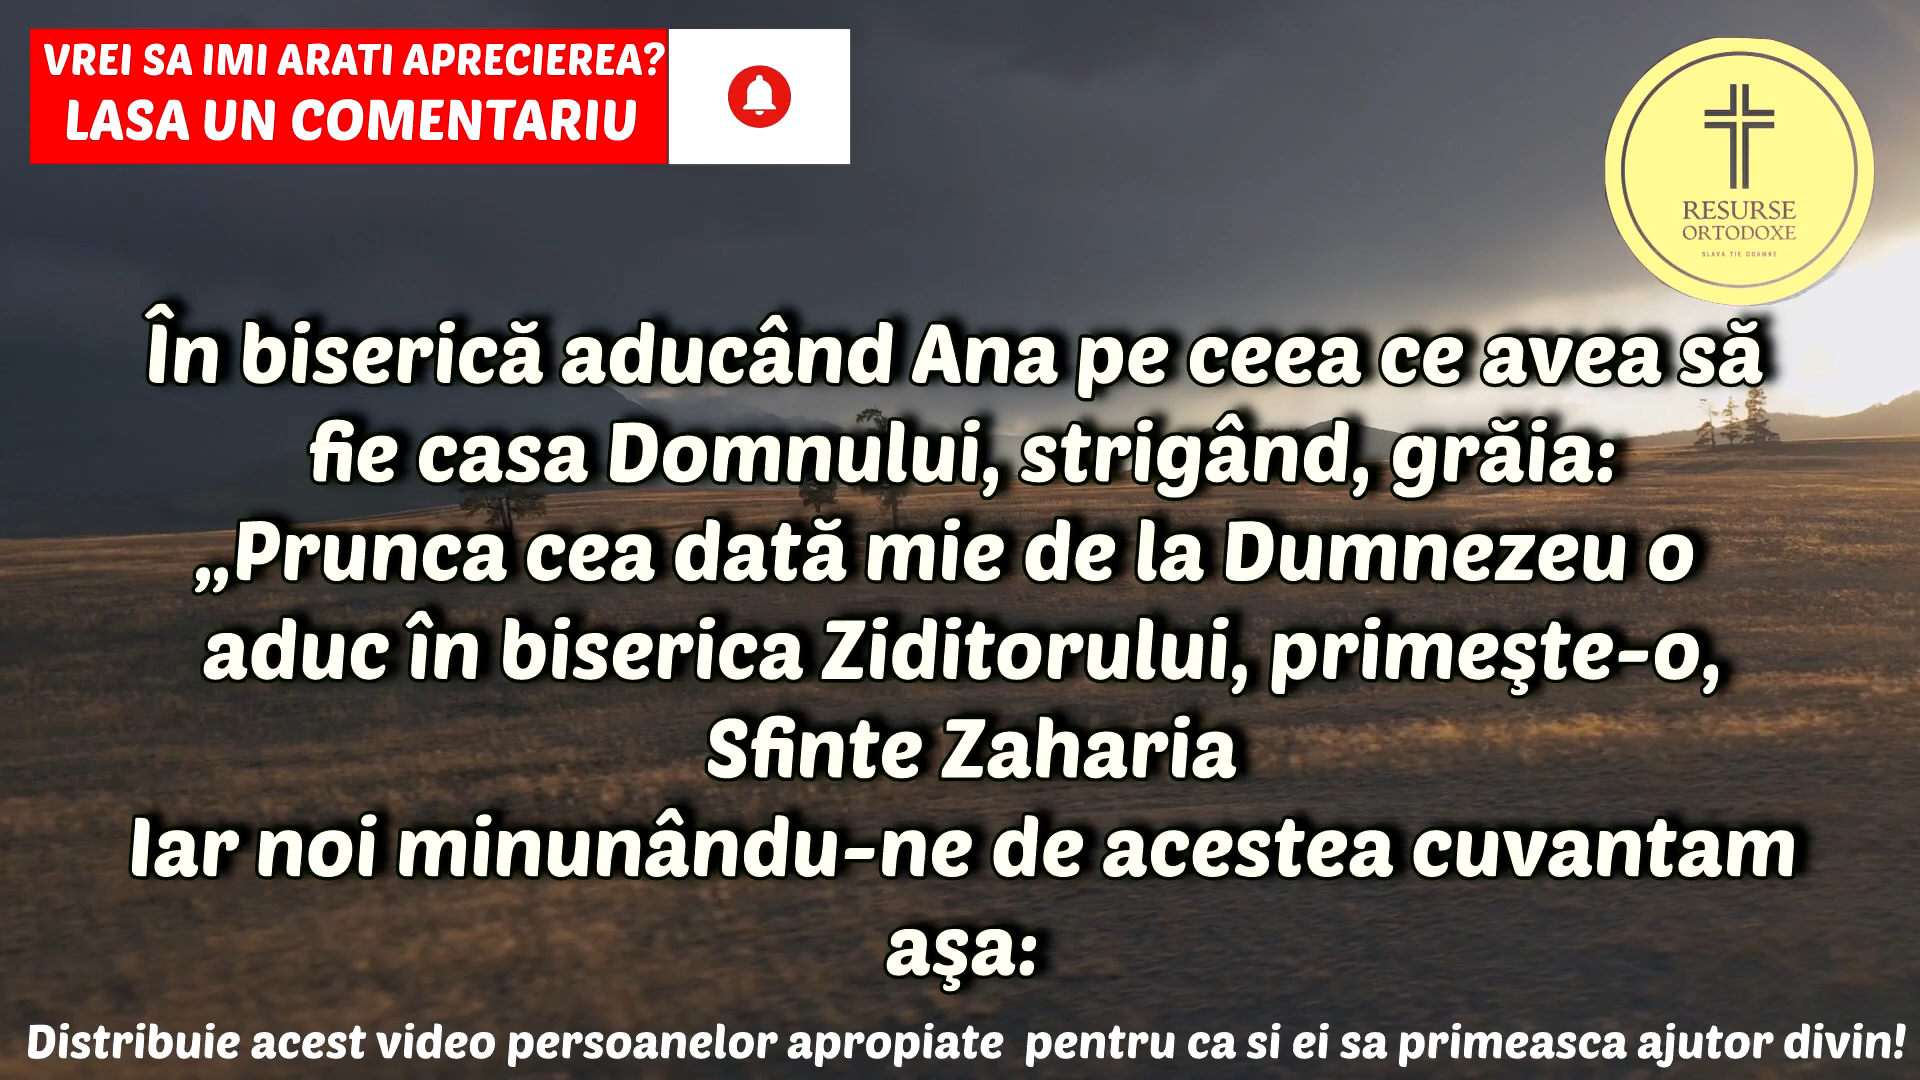 VREI SA IMI ARATI APRECIEREA?
LASA UN COMENTARIU
RESURSE
ORTODOXE
SLAVA TIE DOAMNE
În biserică aducând Ana pe ceea ce avea să
fie casa Domnului, strigând, grăia:
„Prunca cea dată mie de la Dumnezeu o
aduc în biserica Ziditorului, primeşte-o,
Sfinte Zaharia
Iar noi minunându-ne de acestea cuvantam
aşa:
Distribuie acest video persoanelor apropiate pentru ca si ei sa primeasca ajutor divin!